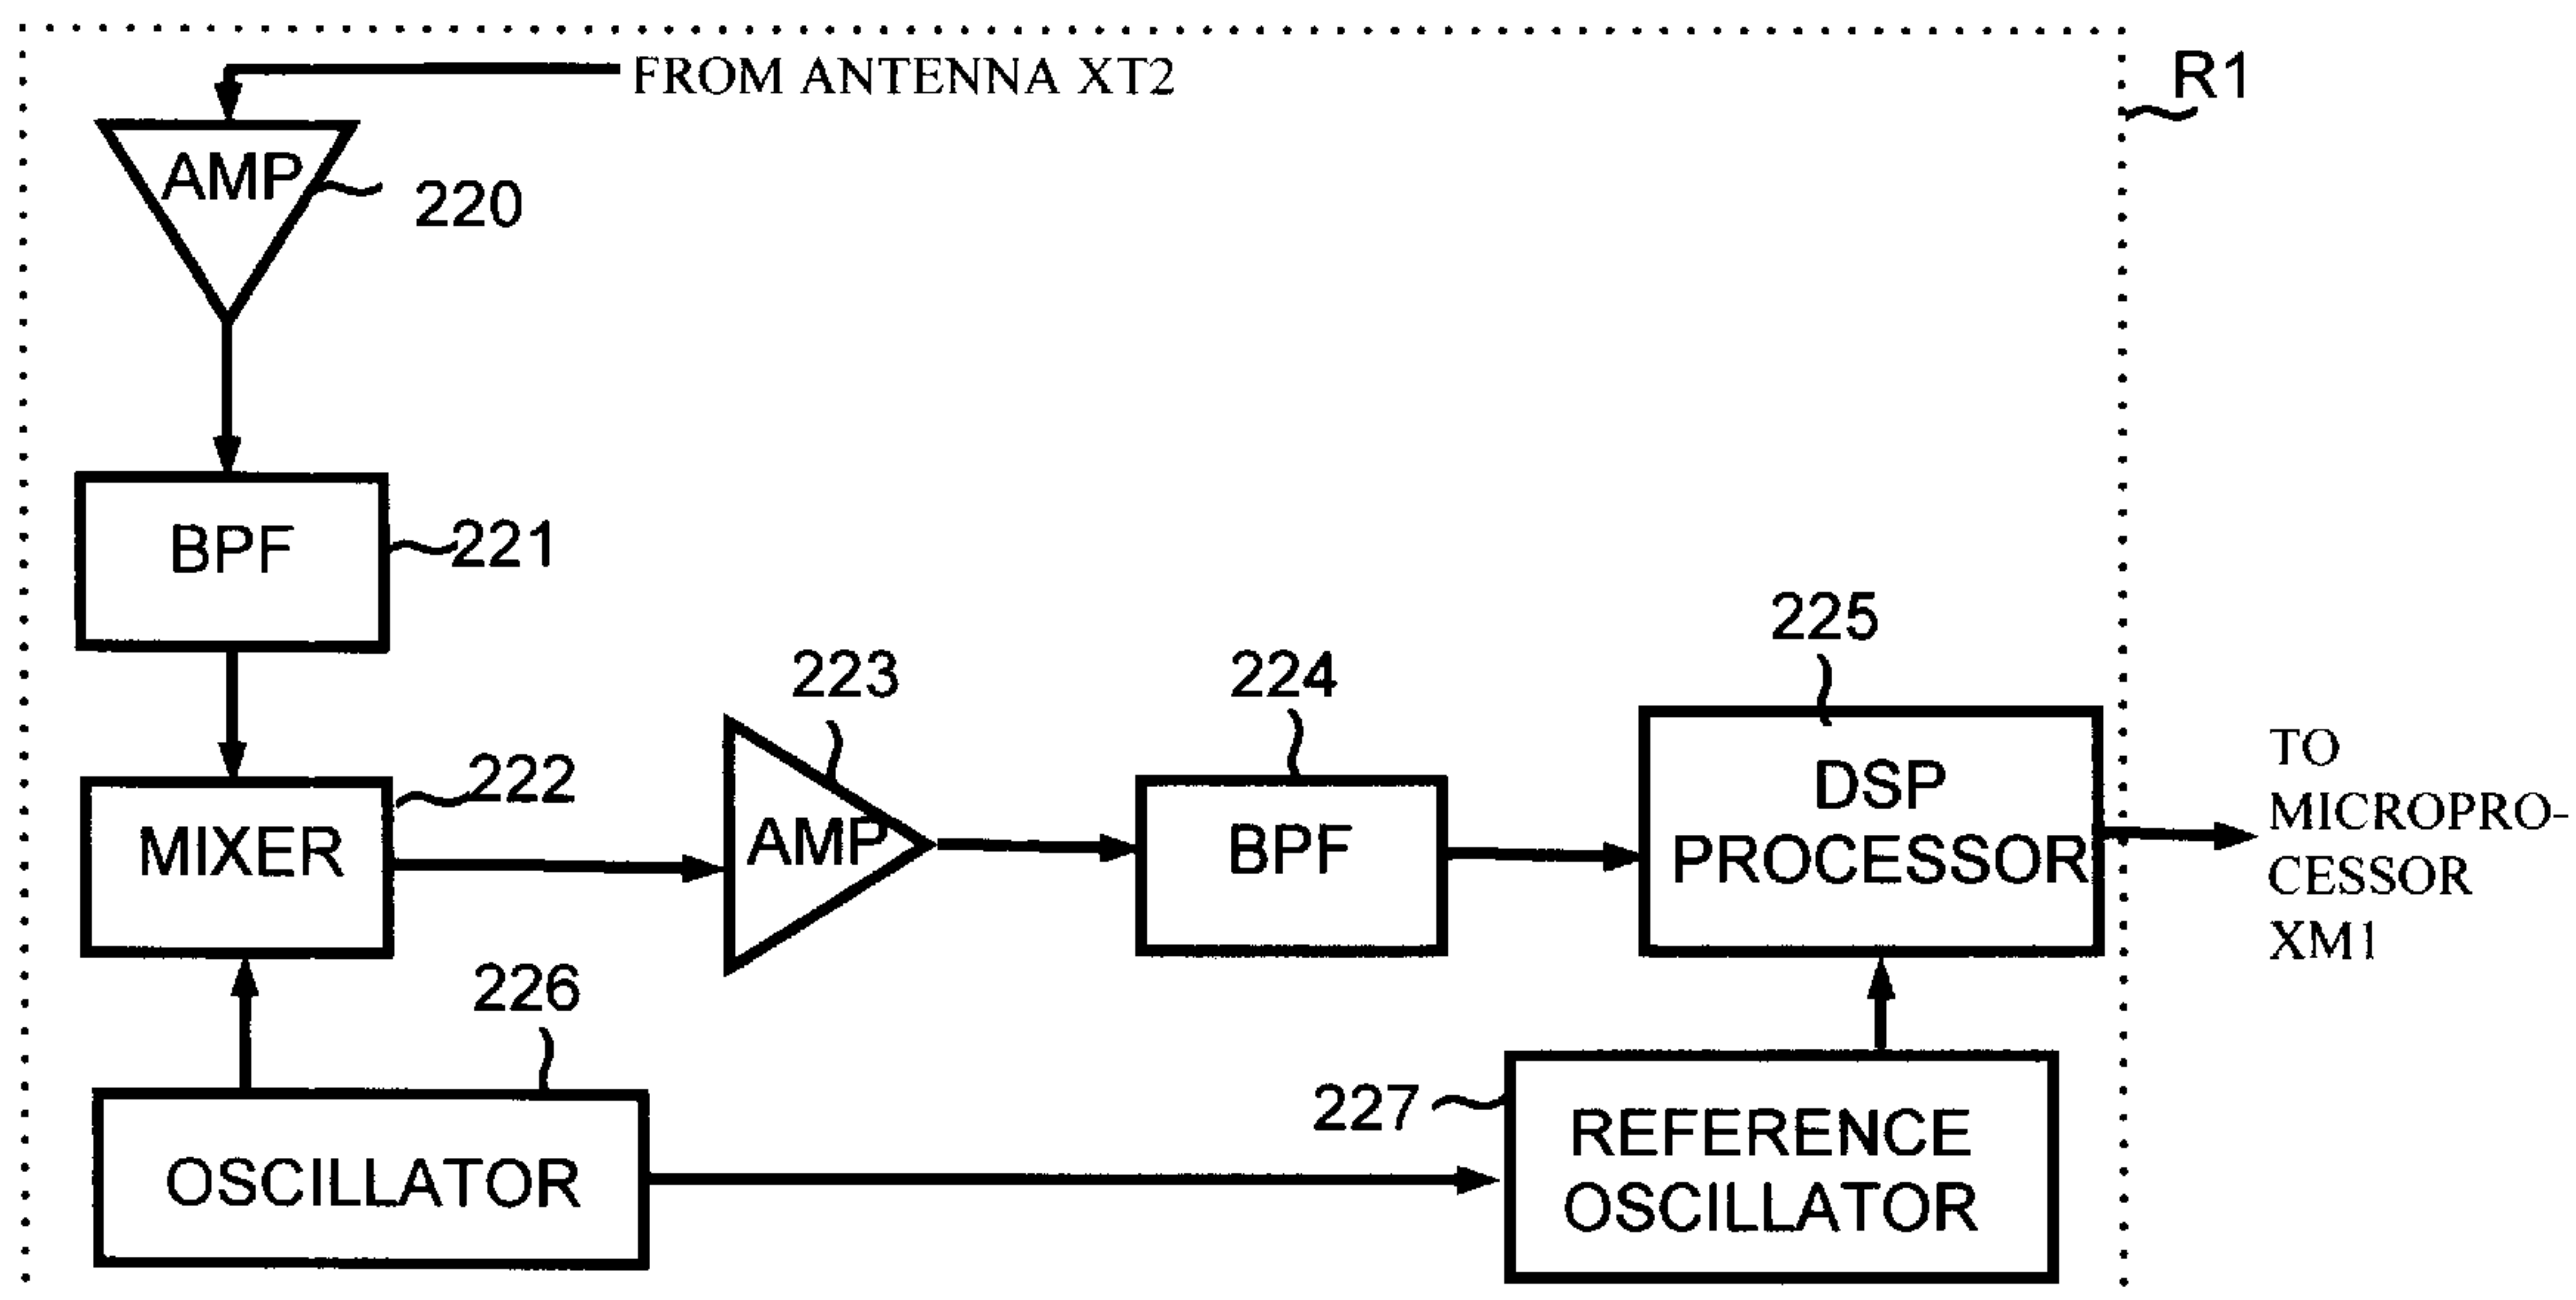 FROM ANTENNA XT2
R1
AMP
220
BPF
221
223
224
225
MIXER
222
AMP
BPF
DSP
PROCESSOR
TO
MICROPRO-
CESSOR
XM1
226
OSCILLATOR
227
REFERENCE
OSCILLATOR